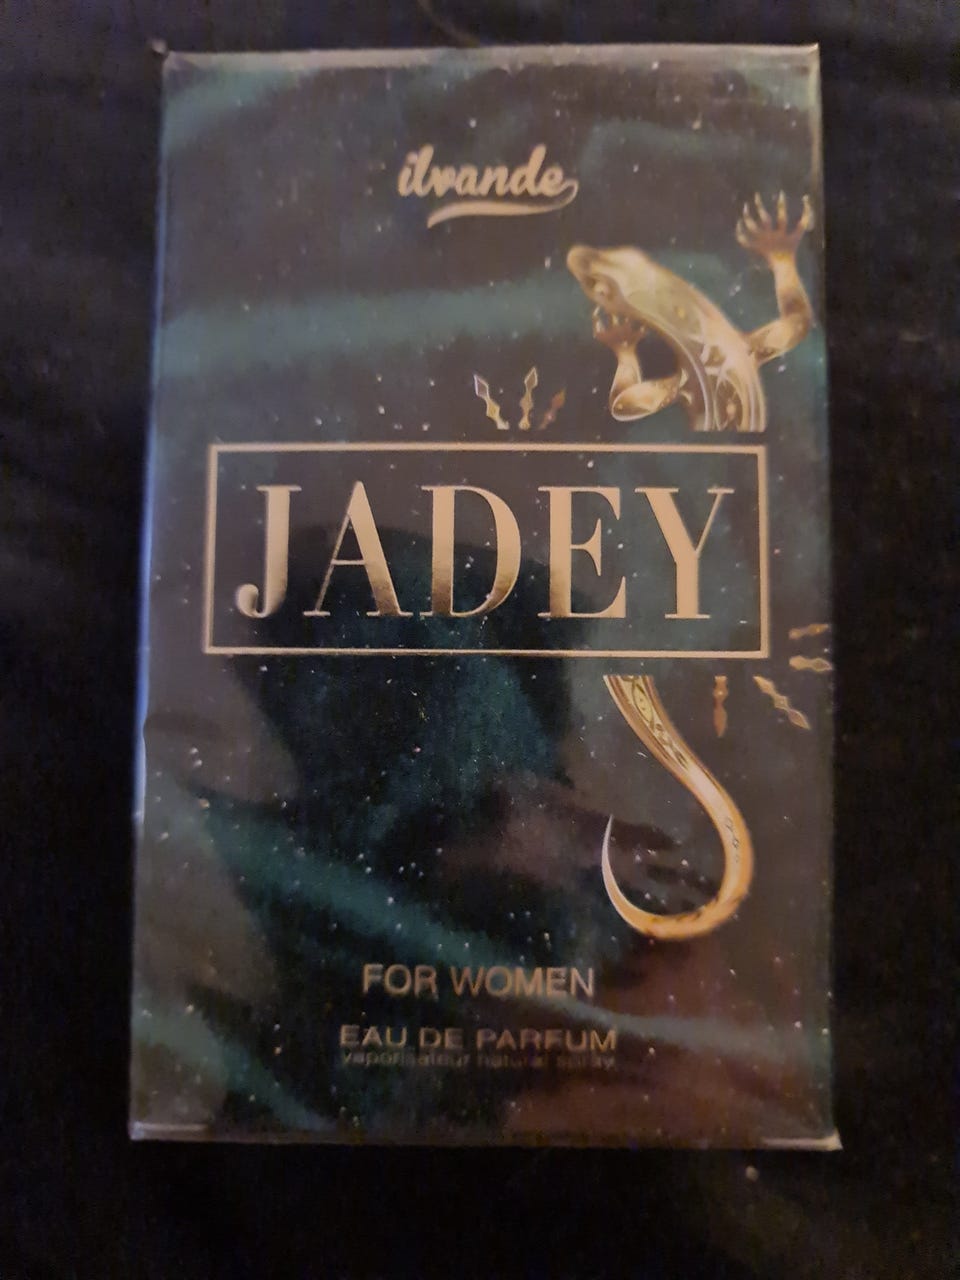 ilvande
JADEY
FOR WOMEN
EAU DE PARFUM
vaporisateur natural spray